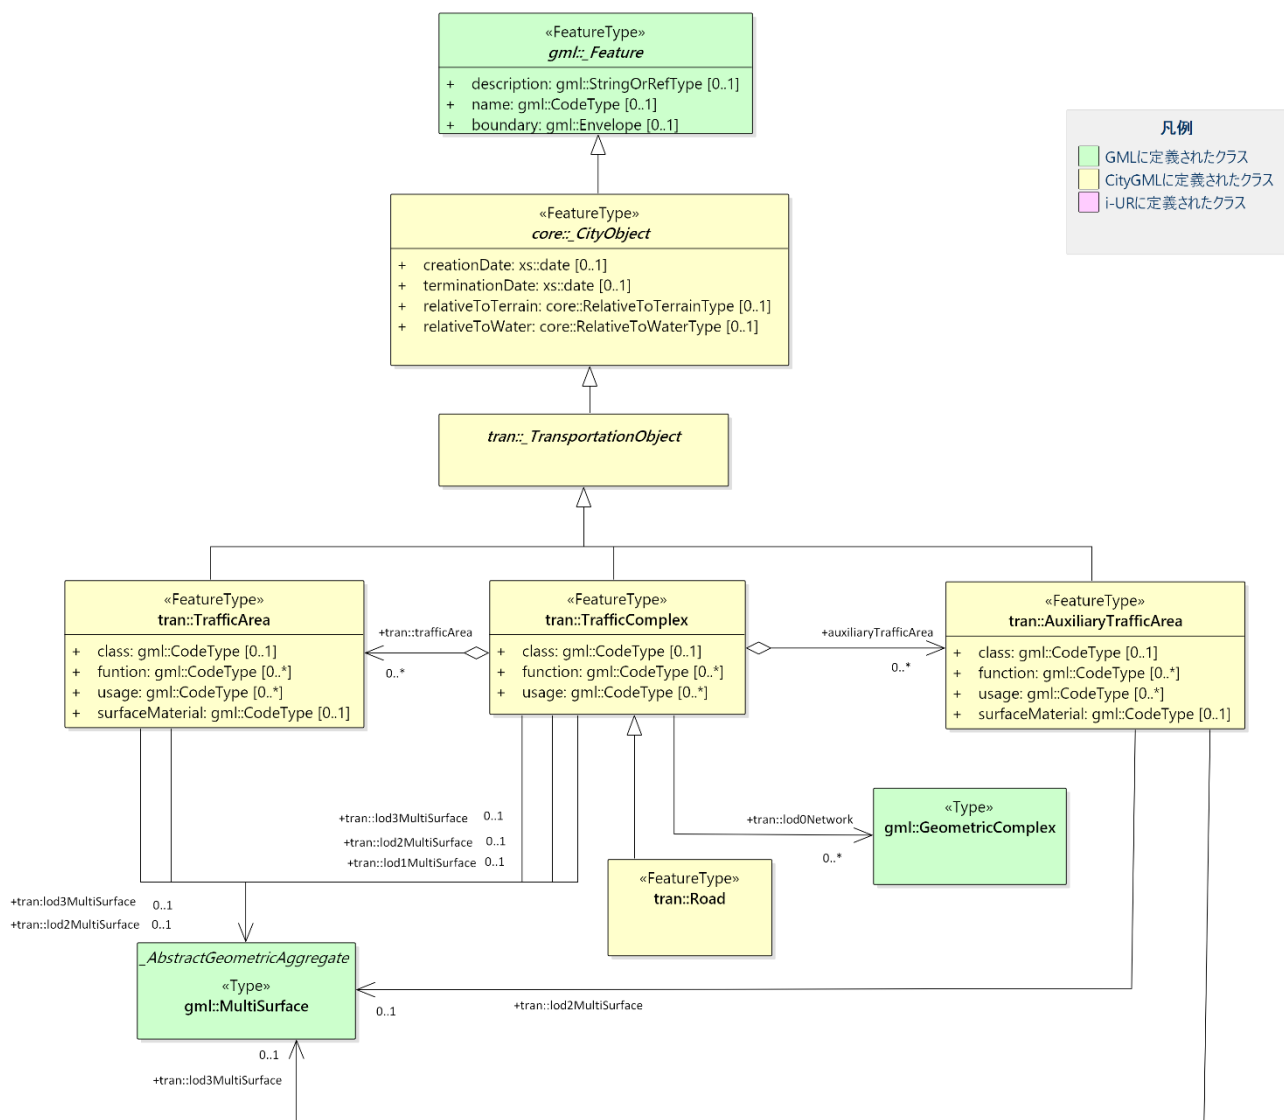 «FeatureType»
gml::_Feature
+ description: gml::StringOrRefType [0..1]
+ name: gml::CodeType [0..1]
+ boundary: gml::Envelope [0..1]
凡例
GMLに定義されたクラス
CityGMLに定義されたクラス
i-URに定義されたクラス
«FeatureType»
core::_CityObject
+ creationDate: xs::date [0..1]
+ terminationDate: xs::date [0..1]
+ relativeToTerrain: core::RelativeToTerrainType [0..1]
+ relativeToWater: core::RelativeToWaterType [0..1]
tran::_TransportationObject
«FeatureType»
tran::TrafficArea
+ class: gml::CodeType [0..1]
+ funtion: gml::CodeType [0..*]
+ usage: gml::CodeType [0..*]
+ surfaceMaterial: gml::CodeType [0..1]
+tran::trafficArea
0..*
«FeatureType»
tran::TrafficComplex
+ class: gml::CodeType [0..1]
+ function: gml::CodeType [0..*]
+ usage: gml::CodeType [0..*]
+auxiliaryTrafficArea
0..*
«FeatureType»
tran::AuxiliaryTrafficArea
+ class: gml::CodeType [0..1]
+ function: gml::CodeType [0..*]
+ usage: gml::CodeType [0..*]
+ surfaceMaterial: gml::CodeType [0..1]
+tran::lod3MultiSurface 0..1
+tran::lod2MultiSurface 0..1
+tran::lod1MultiSurface 0..1
+tran::lod0Network
0..*
«Type»
gml::GeometricComplex
«FeatureType»
tran::Road
+tran:lod3MultiSurface 0..1
+tran::lod2MultiSurface 0..1
_AbstractGeometricAggregate
«Type»
gml::MultiSurface
0..1
+tran::lod2MultiSurface
0..1
+tran::lod3MultiSurface